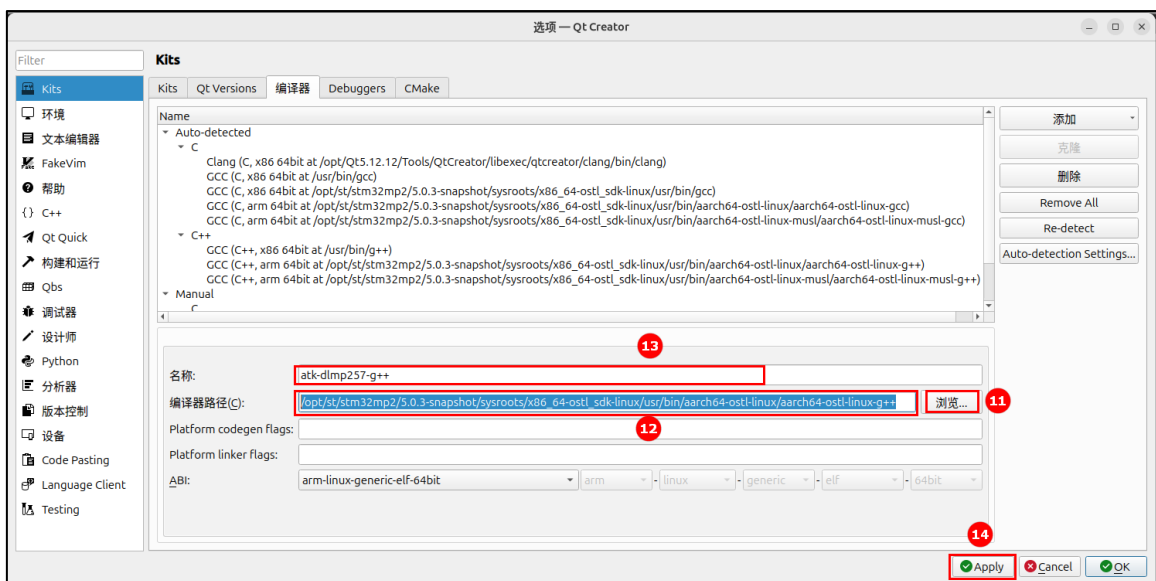 选项 — Qt Creator
Filter
Kits
环境
文本编辑器
FakeVim
帮助
{} C++
Qt Quick
构建和运行
Qbs
调试器
设计师
Python
分析器
版本控制
设备
Code Pasting
Language Client
Testing
Kits
Kits Qt Versions 编译器 Debuggers CMake
Name
Auto-detected
C
Clang (C, x86 64bit at /opt/Qt5.12.12/Tools/QtCreator/libexec/qtcreator/clang/bin/clang)
GCC (C, x86 64bit at /usr/bin/gcc)
GCC (C, x86 64bit at /opt/st/stm32mp2/5.0.3-snapshot/sysroots/x86_64-ostl_sdk-linux/usr/bin/gcc)
GCC (C, arm 64bit at /opt/st/stm32mp2/5.0.3-snapshot/sysroots/x86_64-ostl_sdk-linux/usr/bin/aarch64-ostl-linux/aarch64-ostl-linux-gcc)
GCC (C, arm 64bit at /opt/st/stm32mp2/5.0.3-snapshot/sysroots/x86_64-ostl_sdk-linux/usr/bin/aarch64-ostl-linux-musl/aarch64-ostl-linux-musl-gcc)
C++
GCC (C++, x86 64bit at /usr/bin/g++)
GCC (C++, arm 64bit at /opt/st/stm32mp2/5.0.3-snapshot/sysroots/x86_64-ostl_sdk-linux/usr/bin/aarch64-ostl-linux/aarch64-ostl-linux-g++)
GCC (C++, arm 64bit at /opt/st/stm32mp2/5.0.3-snapshot/sysroots/x86_64-ostl_sdk-linux/usr/bin/aarch64-ostl-linux-musl/aarch64-ostl-linux-musl-g++)
Manual
C
添加
克隆
删除
Remove All
Re-detect
Auto-detection Settings...
13
名称: atk-dlmp257-g++
编译器路径(C): /opt/st/stm32mp2/5.0.3-snapshot/sysroots/x86_64-ostl_sdk-linux/usr/bin/aarch64-ostl-linux/aarch64-ostl-linux-g++ 浏览... 11
12
Platform codegen flags:
Platform linker flags:
ABI: arm-linux-generic-elf-64bit arm - linux - generic - elf - 64bit
14
Apply Cancel OK